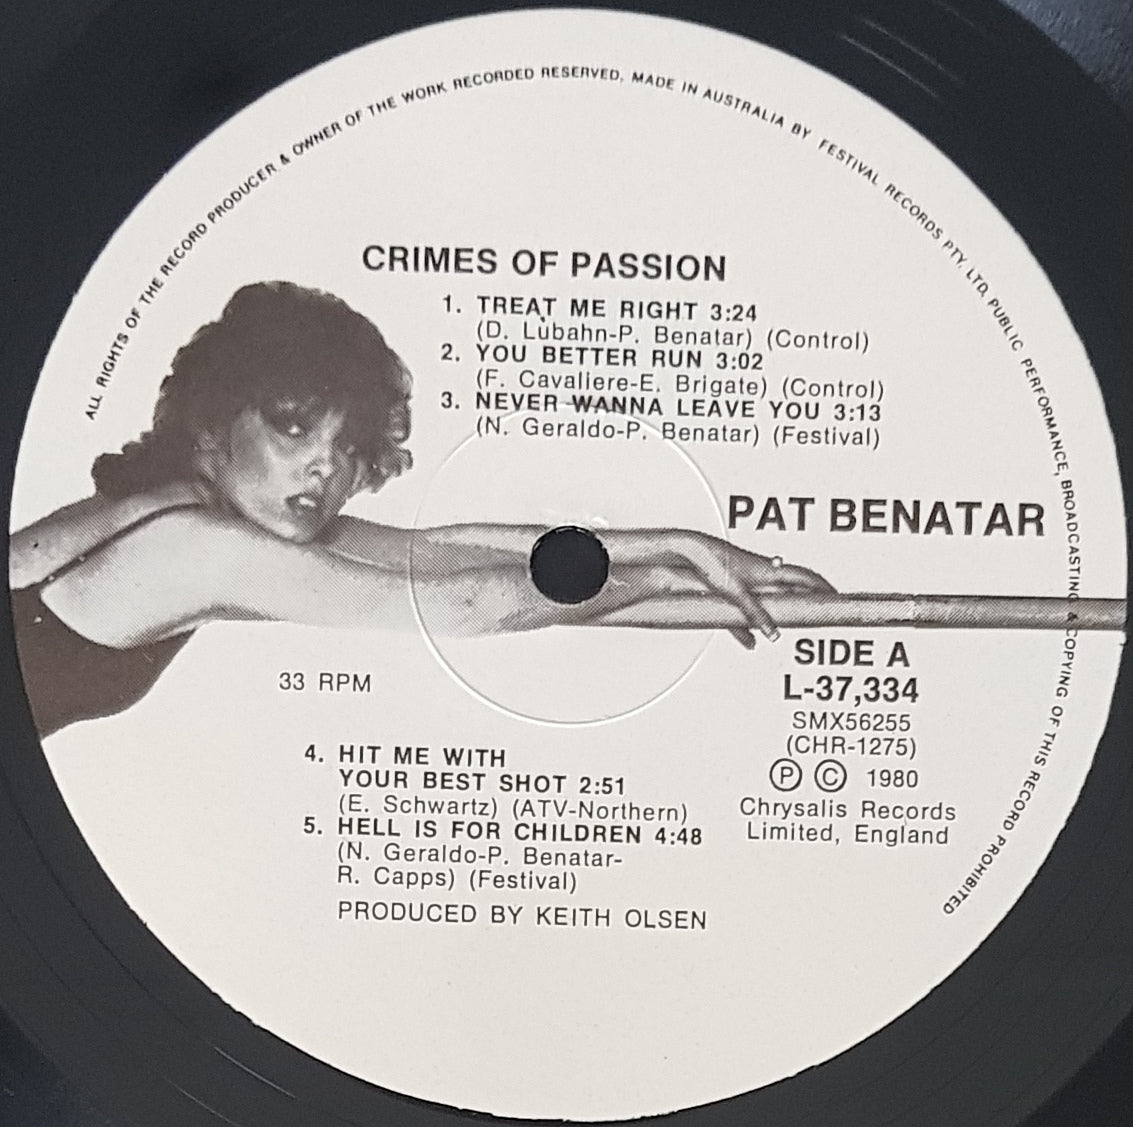 ALL RIGHTS OF THE RECORD PRODUCER & OWNER OF THE WORK RECORDED RESERVED, MADE IN AUSTRALIA BY FESTIVAL RECORDS PTY. LTD. PUBLIC PERFORMANCE, BROADCASTING & COPYING OF THIS RECORD PROHIBITED
CRIMES OF PASSION
1. TREAT ME RIGHT 3:24
(D. Lubahn-P. Benatar) (Control)
2. YOU BETTER RUN 3:02
(F. Cavaliere-E. Brigate) (Control)
3. NEVER WANNA LEAVE YOU 3:13
(N. Geraldo-P. Benatar) (Festival)
PAT BENATAR
SIDE A
L-37,334
SMX56255
(CHR-1275)
Ⓟ © 1980
Chrysalis Records
Limited, England
33 RPM
4. HIT ME WITH
YOUR BEST SHOT 2:51
(E. Schwartz) (ATV-Northern)
5. HELL IS FOR CHILDREN 4:48
(N. Geraldo-P. Benatar-
R. Capps) (Festival)
PRODUCED BY KEITH OLSEN